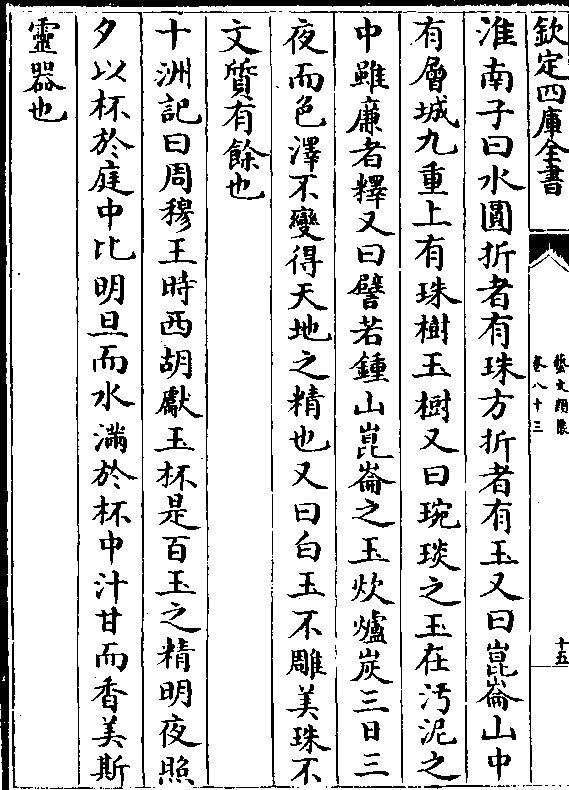 欽定四庫全書
藝文類聚
卷八十三
十五
淮南子曰水圓折者有珠方折者有玉又曰崑崙山中
有層城九重上有珠樹玉樹又曰琬琰之玉在汚泥之
中雖廉者釋又曰譬若鍾山崑崙之玉炊爐炭三日三
夜而色澤不變得天地之精也又曰白玉不雕美珠不
文質有餘也
十洲記曰周穆王時西胡獻玉杯是百玉之精明夜照
夕以杯於庭中比明旦而水滿於杯中汁甘而香美斯
靈器也